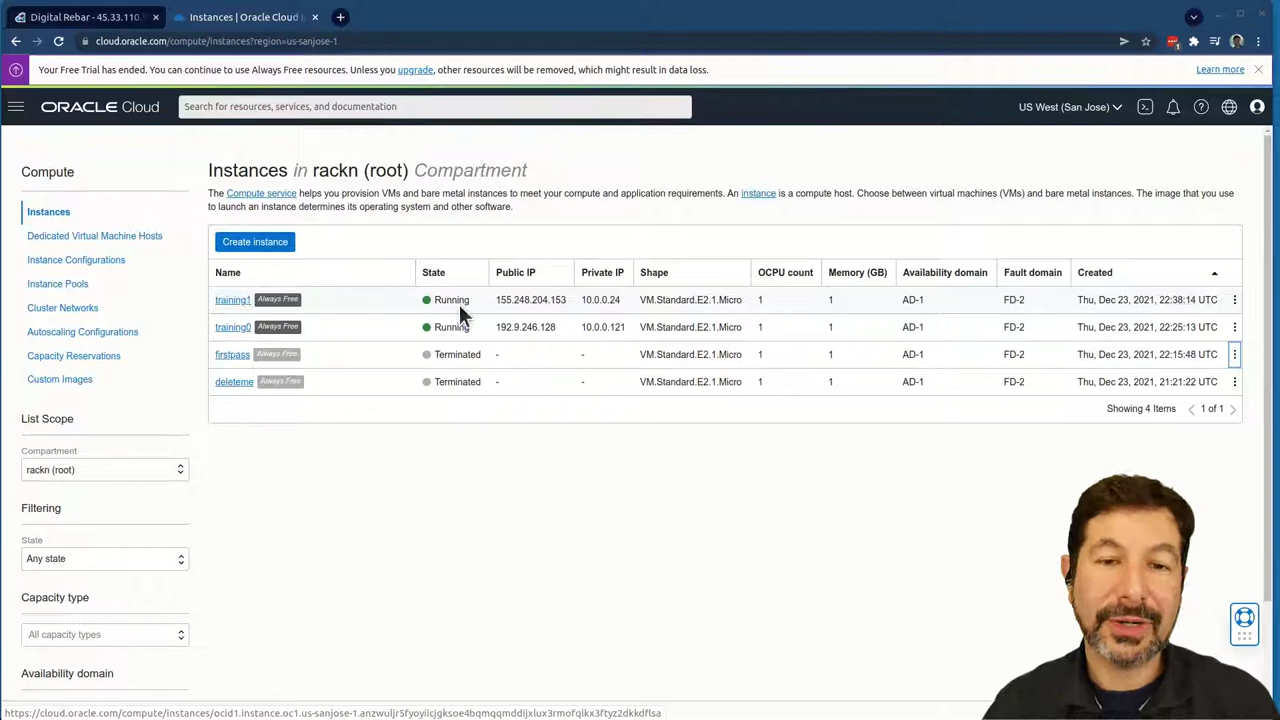 Digital Rebar - 45.33.110.
Instances | Oracle Cloud I
cloud.oracle.com/compute/instances?region=us-sanjose-1
Your Free Trial has ended. You can continue to use Always Free resources. Unless you upgrade, other resources will be removed, which might result in data loss.
Learn more
ORACLE Cloud
Search for resources, services, and documentation
US West (San Jose)
Compute
Instances
Dedicated Virtual Machine Hosts
Instance Configurations
Instance Pools
Cluster Networks
Autoscaling Configurations
Capacity Reservations
Custom Images
List Scope
Compartment
rackn (root)
Filtering
State
Any state
Capacity type
All capacity types
Availability domain
Instances in rackn (root) Compartment
The Compute service helps you provision VMs and bare metal instances to meet your compute and application requirements. An instance is a compute host. Choose between virtual machines (VMs) and bare metal instances. The image that you use
to launch an instance determines its operating system and other software.
Create instance
Name State Public IP Private IP Shape OCPU count Memory (GB) Availability domain Fault domain Created
training1 Always Free Running 155.248.204.153 10.0.0.24 VM.Standard.E2.1.Micro 1 1 AD-1 FD-2 Thu, Dec 23, 2021, 22:38:14 UTC
training0 Always Free Running 192.9.246.128 10.0.0.121 VM.Standard.E2.1.Micro 1 1 AD-1 FD-2 Thu, Dec 23, 2021, 22:25:13 UTC
firstpass Always Free Terminated - - VM.Standard.E2.1.Micro 1 1 AD-1 FD-2 Thu, Dec 23, 2021, 22:15:48 UTC
deleteme Always Free Terminated - - VM.Standard.E2.1.Micro 1 1 AD-1 FD-2 Thu, Dec 23, 2021, 21:21:22 UTC
Showing 4 Items 1 of 1
https://cloud.oracle.com/compute/instances/ocid1.instance.oc1.us-sanjose-1.anzwuljr5fyoyiicjgksoe4bqmqqmddijxlux3rmofqlkx3ftyz2dkkdflsa